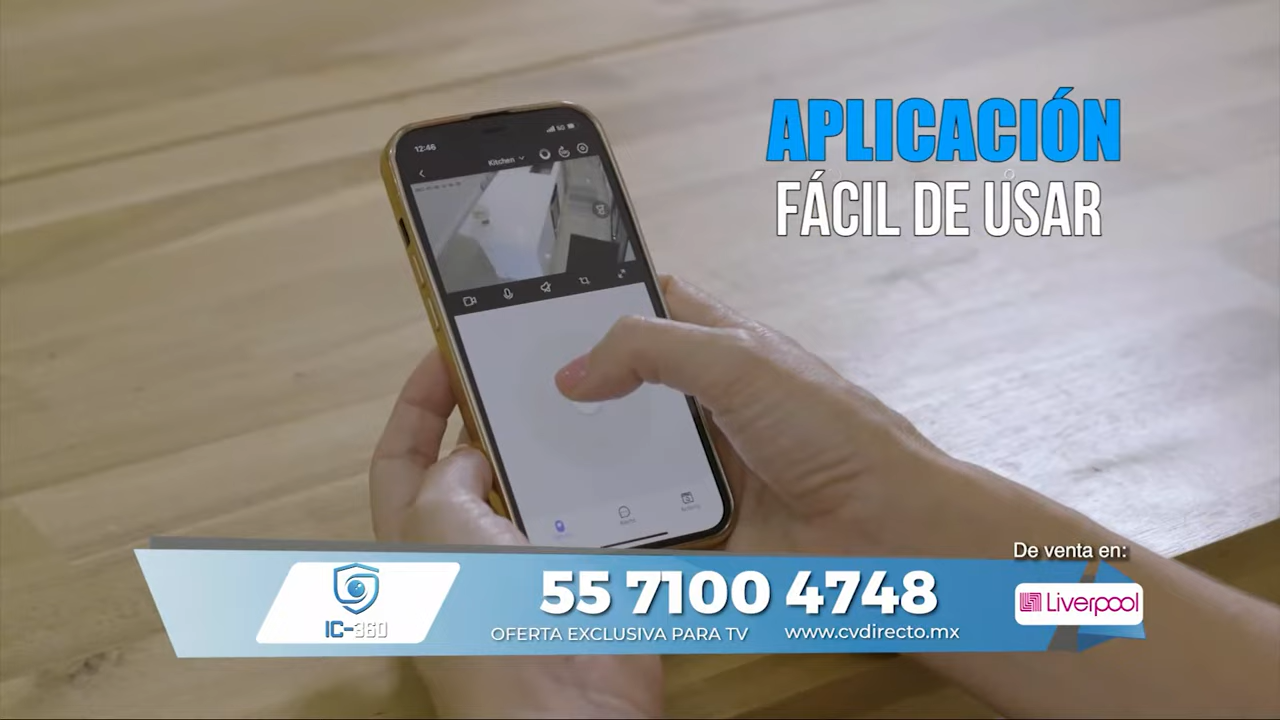 APLICACIÓN
FÁCIL DE USAR
12:46
5G
Kitchen
De venta en:
IC-360
55 7100 4748
Liverpool
OFERTA EXCLUSIVA PARA TV
www.cvdirecto.mx